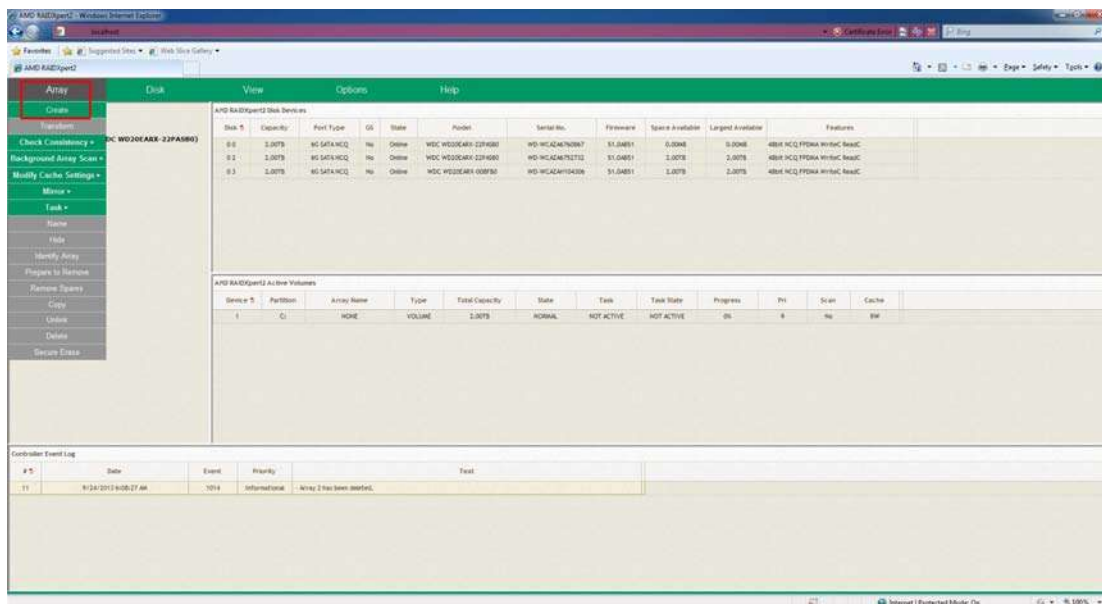 AMD RAIDXpert2 - Windows Internet Explorer
localhost Certificate Error Bing
Favorites Suggested Sites Web Slice Gallery
AMD RAIDXpert2 Page Safety Tools
Array Disk View Options Help
Create
Transform
Check Consistency
Background Array Scan
Modify Cache Settings
Mirror
Task
Name
Hide
Identify Array
Prepare to Remove
Remove Spares
Copy
Unlink
Delete
Secure Erase
DC WD20EARX-22PASB0)
AMD RAIDXpert2 Disk Devices
Disk Capacity Port Type GS State Model Serial No. Firmware Space Available Largest Available Features
0:0 2.00TB 6G SATA NCQ No Online WDC WD20EARX-22PASB0 51.0AB51 0.00MB 0.00MB 48bit NCQ FPDMA WriteC ReadC
0:2 2.00TB 6G SATA NCQ No Online WDC WD20EARX-22PASB0 51.0AB51 2.00TB 2.00TB 48bit NCQ FPDMA WriteC ReadC
0:3 2.00TB 6G SATA NCQ No Online 51.0AB51 2.00TB 2.00TB 48bit NCQ FPDMA WriteC ReadC
AMD RAIDXpert2 Active Volumes
Device Partition Array Name Type Total Capacity State Task Task State Progress Pri Scan Cache
1 C: NONE VOLUME 2.00TB NORMAL NOT ACTIVE NOT ACTIVE 0% No RW
Controller Event Log
# Date Event Priority Text
11 1014 Informational Array 2 has been deleted.
Internet | Protected Mode: On 100%